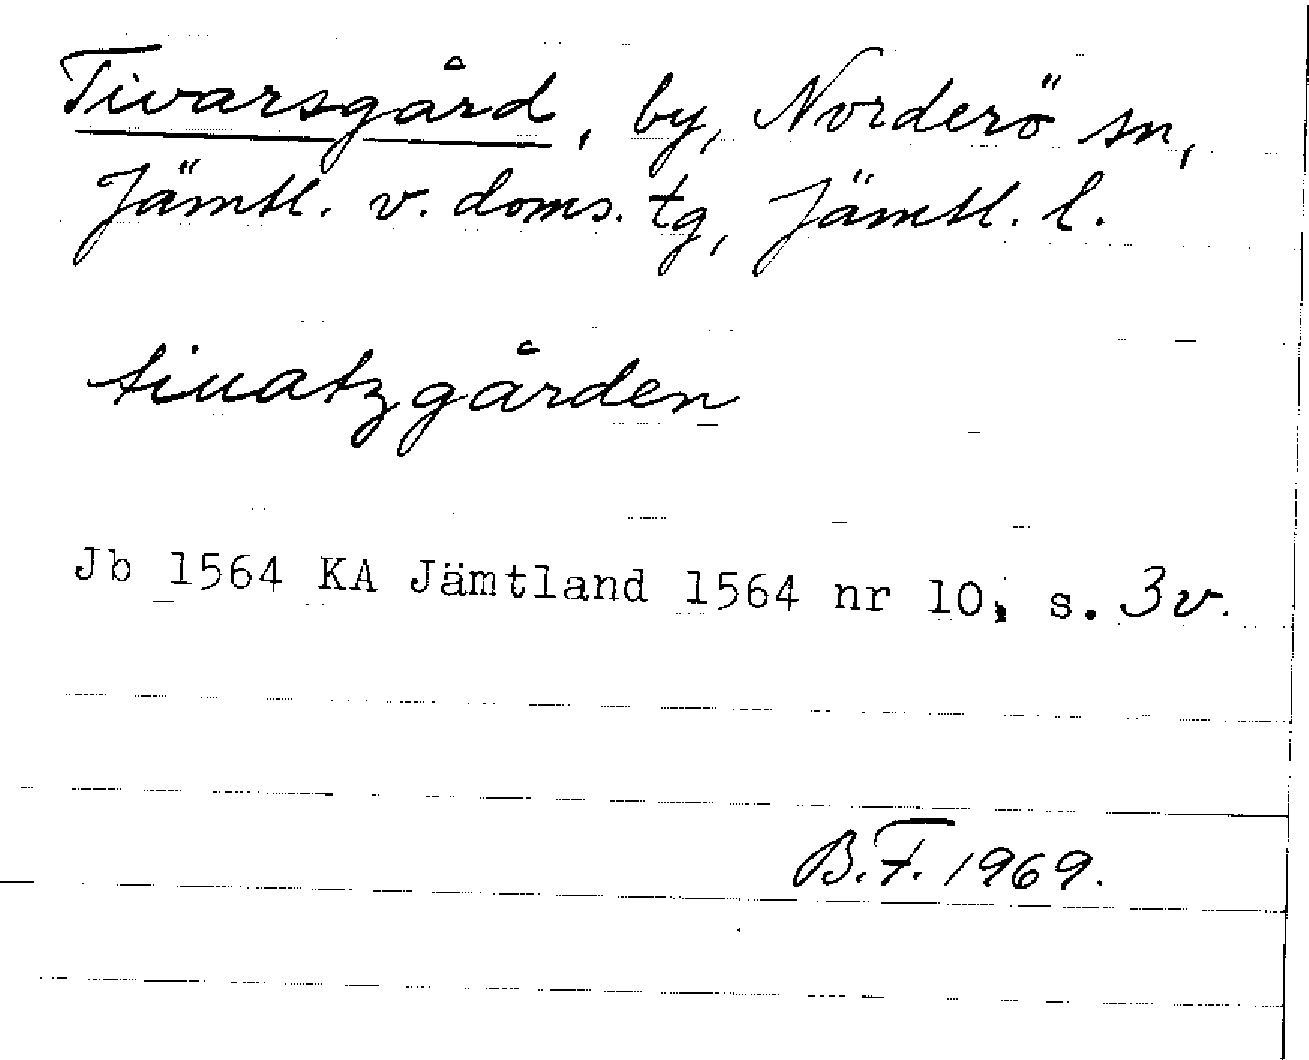 Tivarsgård, by, Norderö sn,
Jämtl. v. doms. tg, Jämtl. l.
tiuatzgården
Jb 1564 KA Jämtland 1564 nr 10, s. 3v.
B.F. 1969.